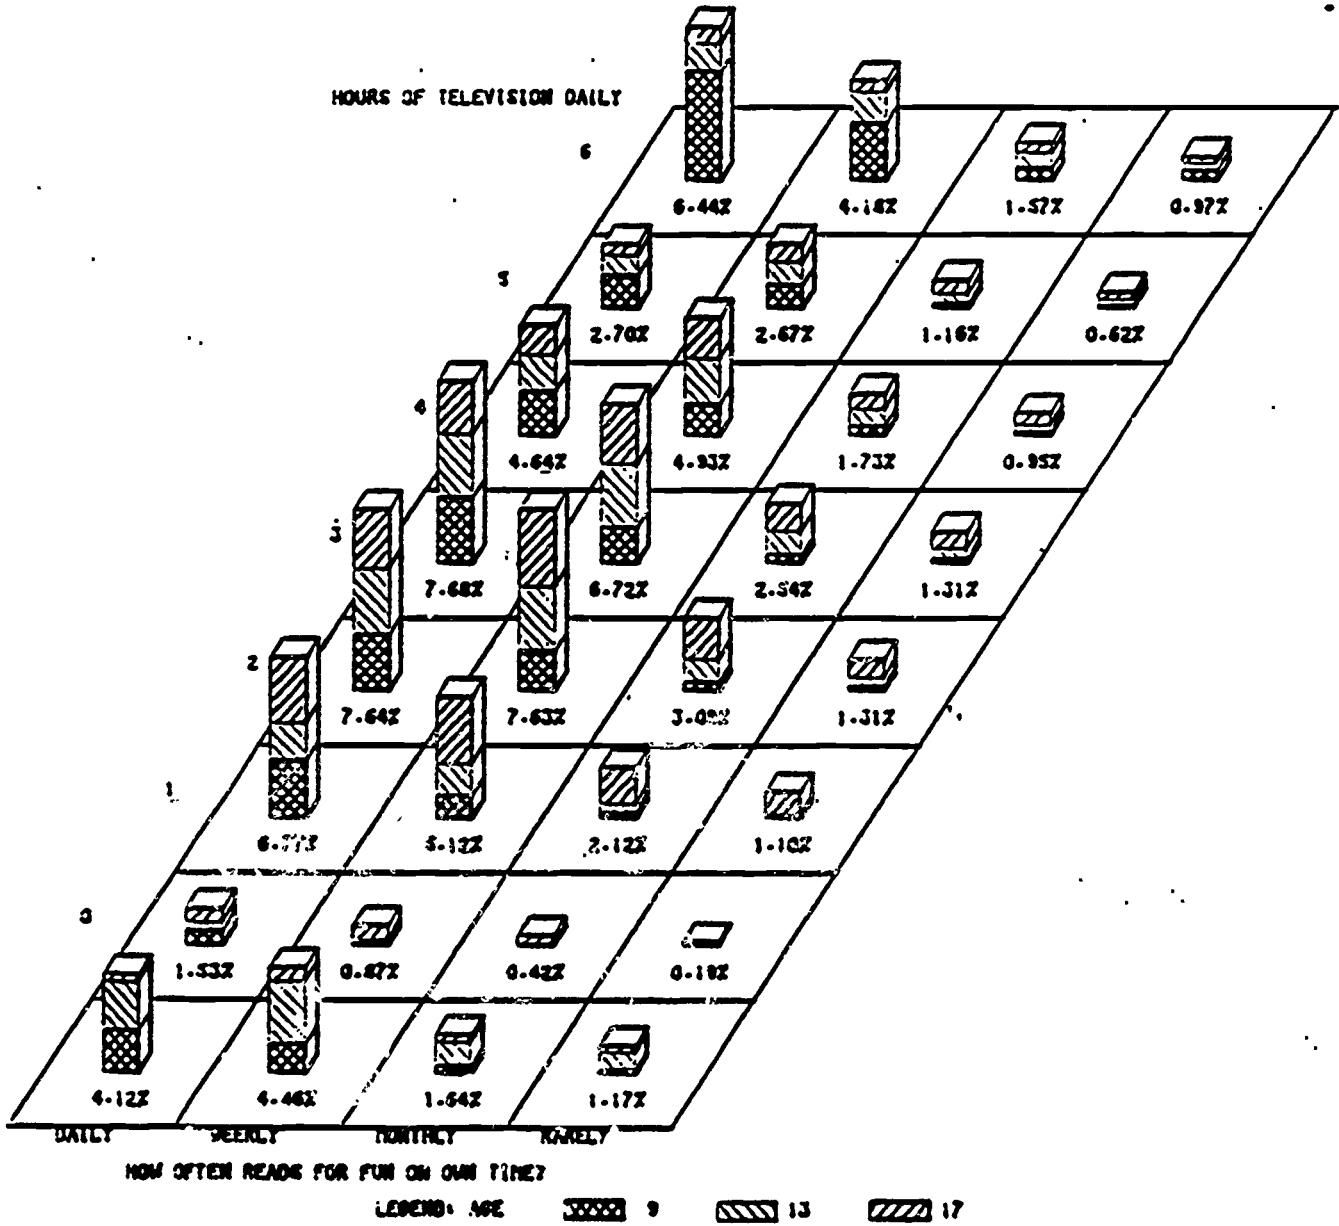 HOURS OF TELEVISION DAILY
6
6.44% 4.18% 1.57% 0.97%
5
2.70% 2.67% 1.16% 0.62%
4
4.64% 4.93% 1.73% 0.95%
3
7.68% 6.72% 2.54% 1.31%
2
7.64% 7.63% 1.31%
1
5.12% 2.12% 1.10%
0
1.53% 0.87% 0.42% 0.19%
4.12% 4.46% 1.64% 1.17%
DAILY WEEKLY MONTHLY RARELY
HOW OFTEN READS FOR FUN ON OWN TIME?
LEGEND: AGE 9 13 17